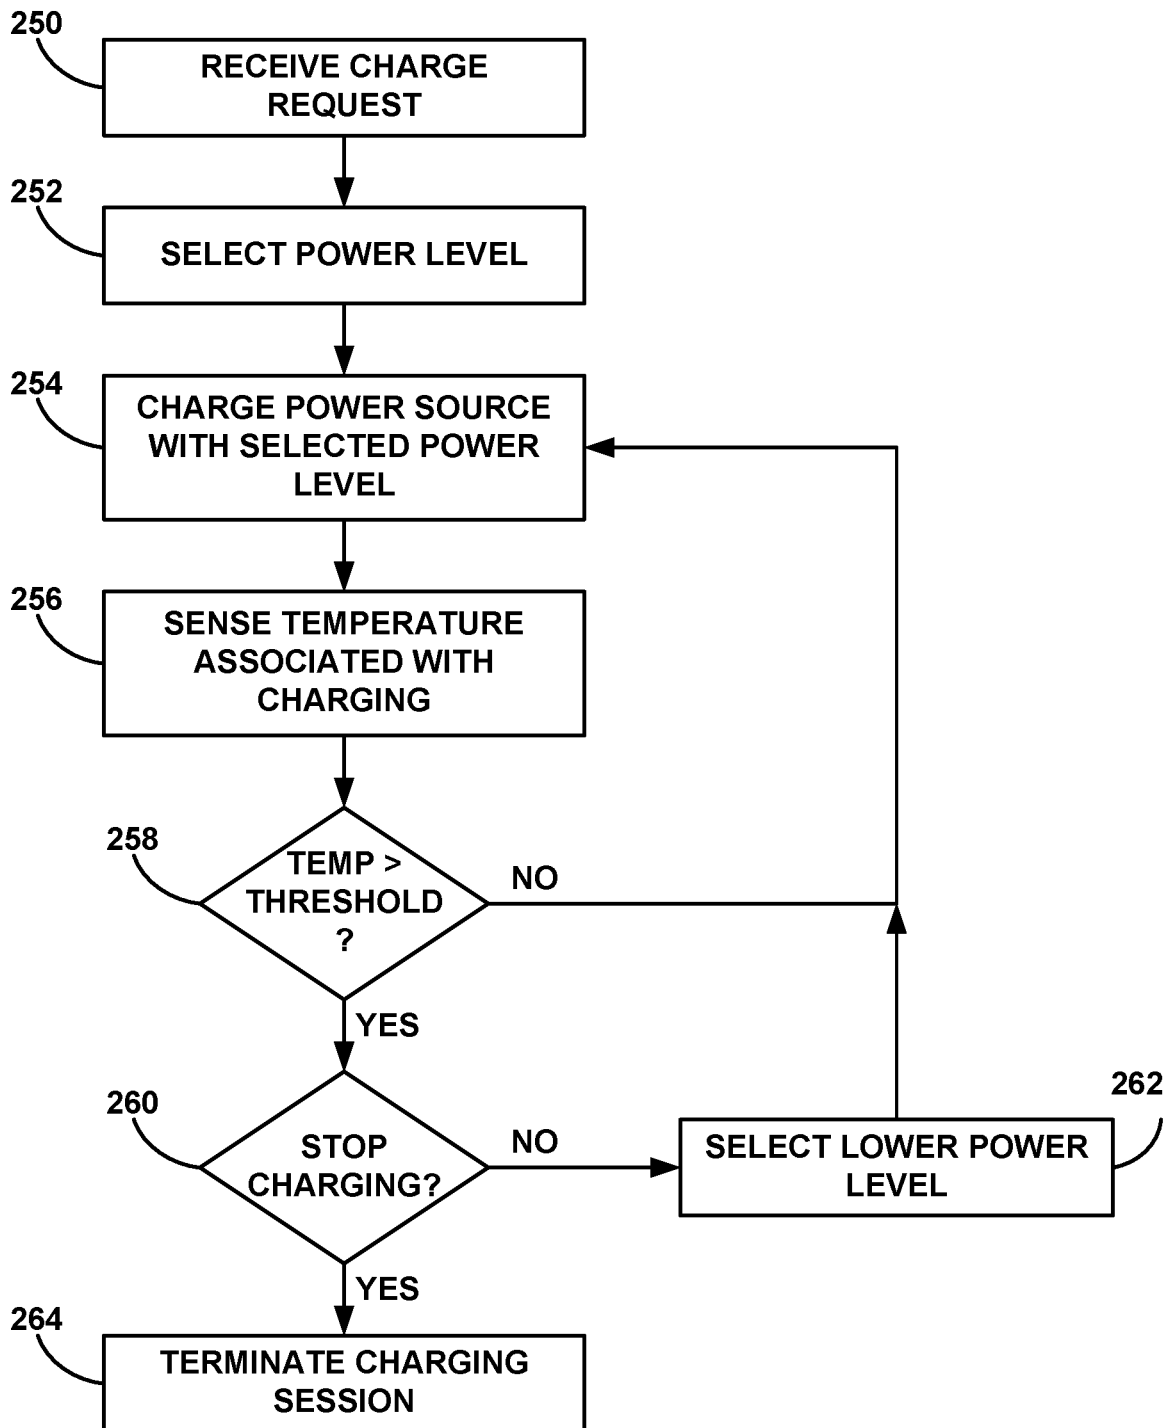 250
RECEIVE CHARGE
REQUEST
252
SELECT POWER LEVEL
254
CHARGE POWER SOURCE
WITH SELECTED POWER
LEVEL
256
SENSE TEMPERATURE
ASSOCIATED WITH
CHARGING
258
TEMP >
THRESHOLD
?
NO
YES
260
STOP
CHARGING?
NO
262
SELECT LOWER POWER
LEVEL
YES
264
TERMINATE CHARGING
SESSION